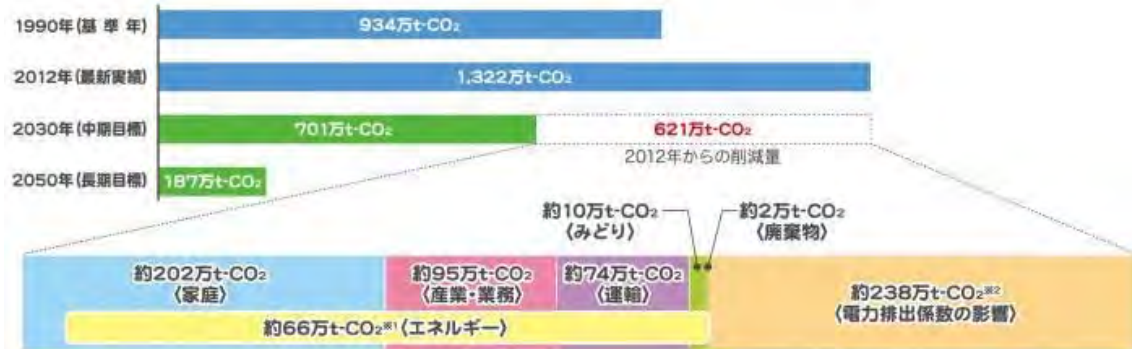 1990年(基準年)
934万t-CO₂
2012年(最新実績)
1,322万t-CO₂
2030年(中期目標)
701万t-CO₂
621万t-CO₂
2012年からの削減量
2050年(長期目標)
187万t-CO₂
約10万t-CO₂
〈みどり〉
約2万t-CO₂
〈廃棄物〉
約202万t-CO₂
〈家庭〉
約95万t-CO₂
〈産業・業務〉
約74万t-CO₂
〈運輸〉
約238万t-CO₂※2
〈電力排出係数の影響〉
約66万t-CO₂※1〈エネルギー〉